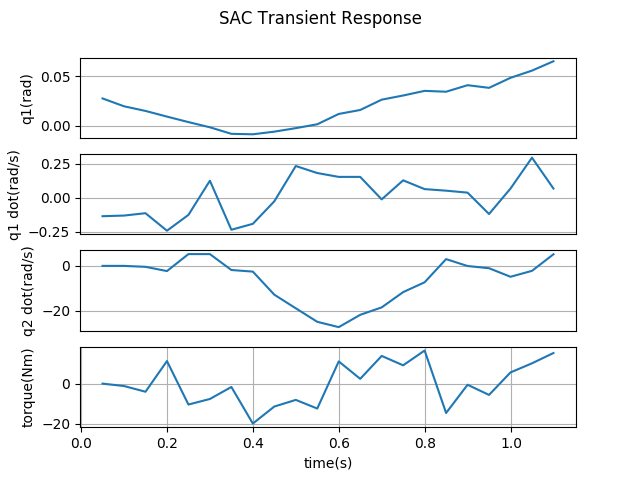 SAC Transient Response
q1(rad)
0.05
0.00
q1 dot(rad/s)
0.25
0.00
−0.25
q2 dot(rad/s)
0
−20
torque(Nm)
0
−20
0.0 0.2 0.4 0.6 0.8 1.0
time(s)